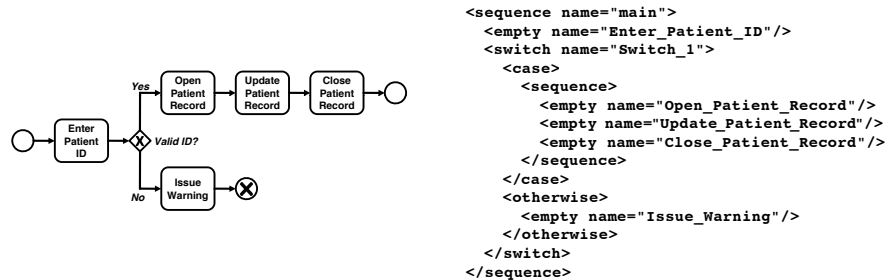 Enter
Patient
ID
X
Valid ID?
Yes
Open
Patient
Record
Update
Patient
Record
Close
Patient
Record
No
Issue
Warning
<sequence name="main">
  <empty name="Enter_Patient_ID"/>
  <switch name="Switch_1">
    <case>
      <sequence>
        <empty name="Open_Patient_Record"/>
        <empty name="Update_Patient_Record"/>
        <empty name="Close_Patient_Record"/>
      </sequence>
    </case>
    <otherwise>
      <empty name="Issue_Warning"/>
    </otherwise>
  </switch>
</sequence>